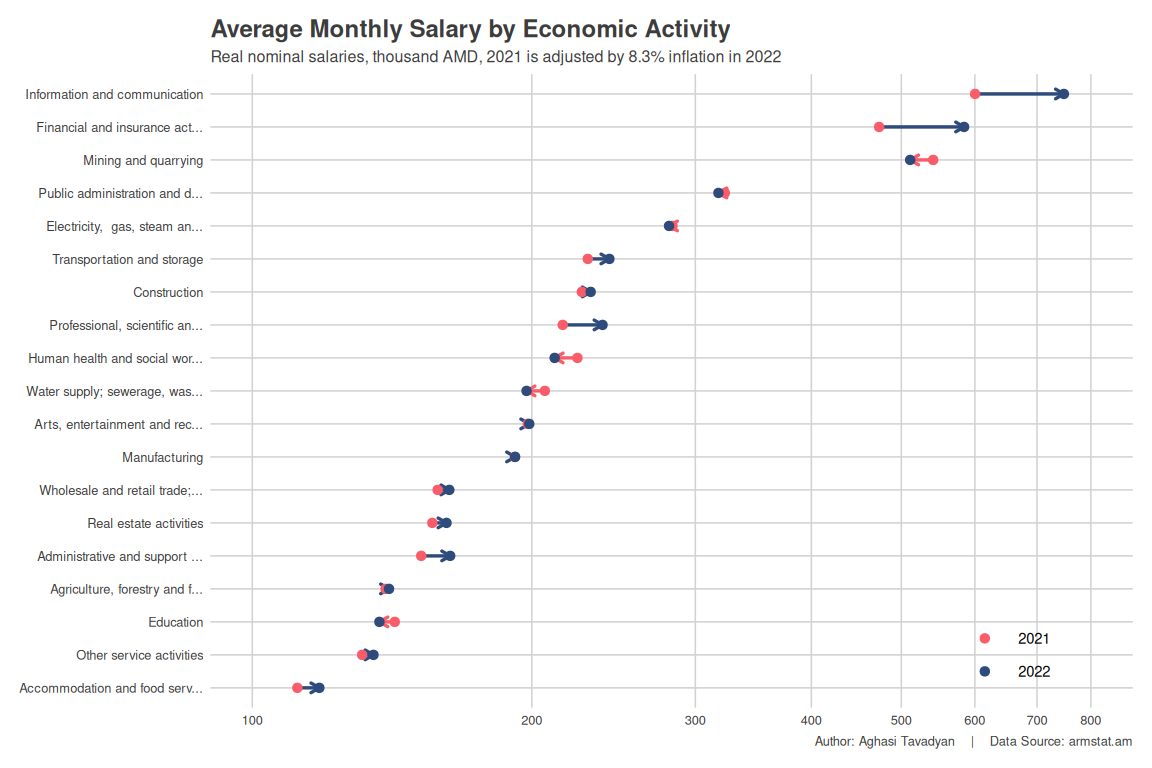 Average Monthly Salary by Economic Activity
Real nominal salaries, thousand AMD, 2021 is adjusted by 8.3% inflation in 2022
Information and communication
Financial and insurance act...
Mining and quarrying
Public administration and d...
Electricity,  gas, steam an...
Transportation and storage
Construction
Professional, scientific an...
Human health and social wor...
Water supply; sewerage, was...
Arts, entertainment and rec...
Manufacturing
Wholesale and retail trade;...
Real estate activities
Administrative and support ...
Agriculture, forestry and f...
Education
Other service activities
Accommodation and food serv...
2021
2022
100 200 300 400 500 600 700 800
Author: Aghasi Tavadyan | Data Source: armstat.am